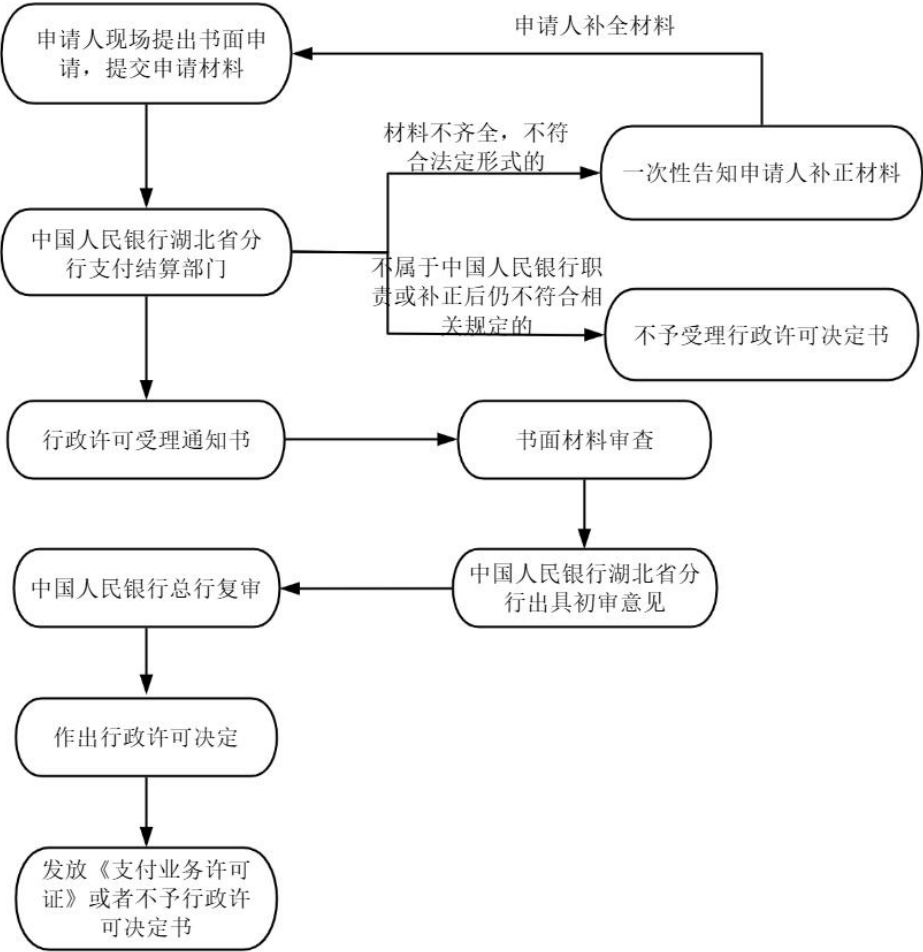 申请人补全材料
申请人现场提出书面申
请，提交申请材料
材料不齐全，不符
合法定形式的
一次性告知申请人补正材料
中国人民银行湖北省分
行支付结算部门
不属于中国人民银行职
责或补正后仍不符合相
关规定的
不予受理行政许可决定书
行政许可受理通知书
书面材料审查
中国人民银行总行复审
中国人民银行湖北省分
行出具初审意见
作出行政许可决定
发放《支付业务许可
证》或者不予行政许
可决定书